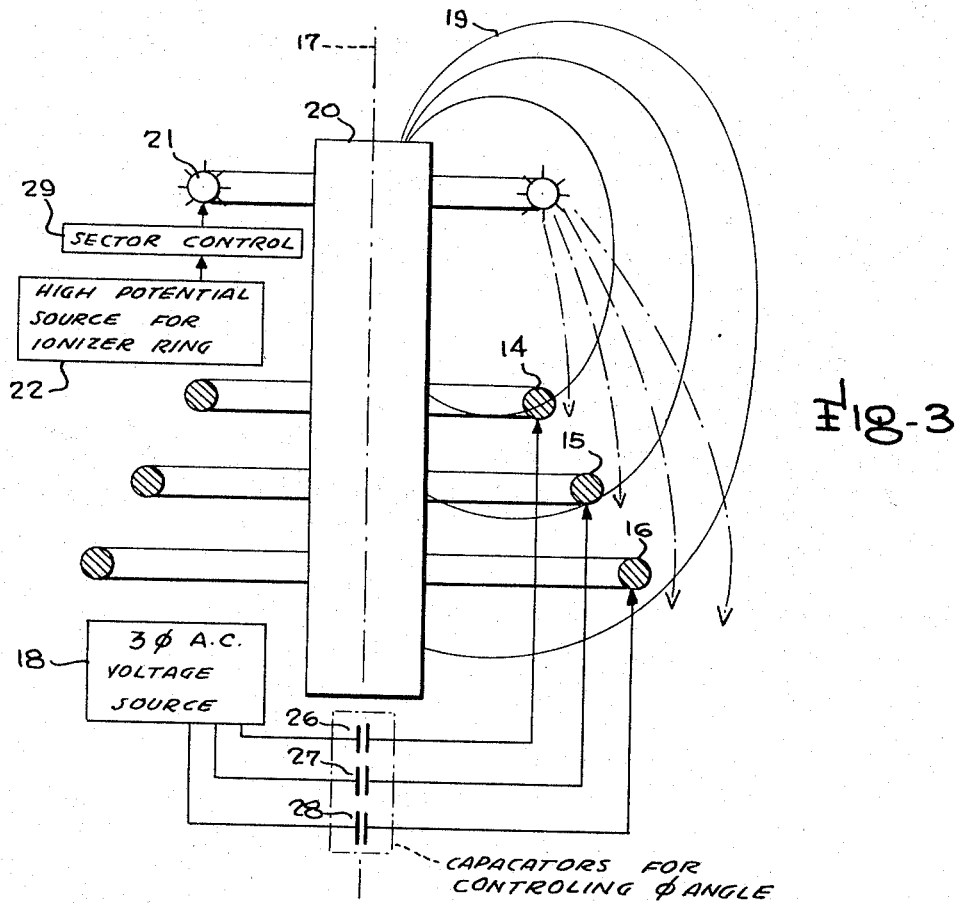 19
17
20
21
29
SECTOR CONTROL
HIGH POTENTIAL
SOURCE FOR
IONIZER RING
22
14
15
16
Fig-3
18
3φ A.C.
VOLTAGE
SOURCE
26
27
28
CAPACATORS FOR
CONTROLING φ ANGLE